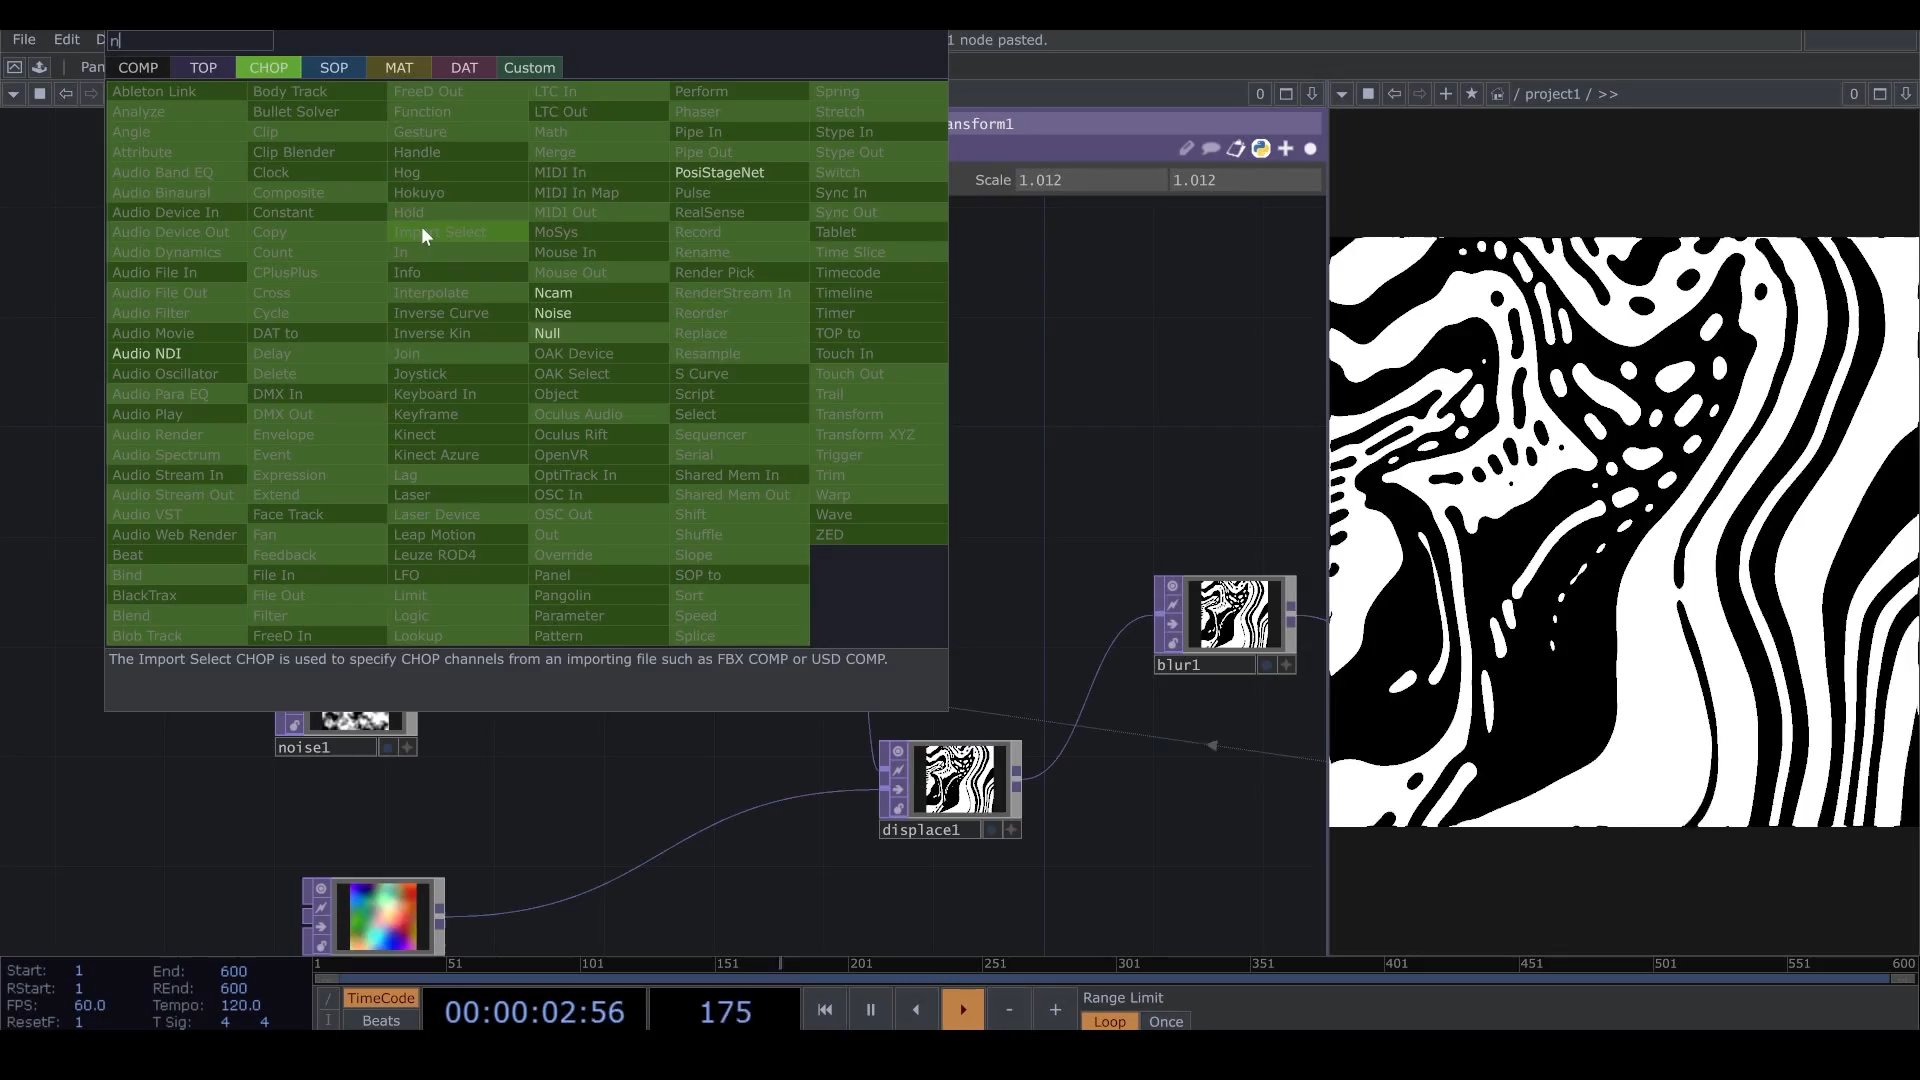 File Edit D n 1 node pasted.
Pan COMP TOP CHOP SOP MAT DAT Custom
0 / project1 / >> 0
Ableton Link Body Track FreeD Out LTC In Perform Spring
Analyze Bullet Solver Function LTC Out Phaser Stretch
Angie Clip Gesture Math Pipe In Stype In
Attribute Clip Blender Handle Merge Pipe Out Stype Out
Audio Band EQ Clock Hog MIDI In PosiStageNet Switch
Audio Binaural Composite Hokuyo MIDI In Map Pulse Sync In
Audio Device In Constant Hold MIDI Out RealSense Sync Out
Audio Device Out Copy Import Select MoSys Record Tablet
Audio Dynamics Count In Mouse In Rename Time Slice
Audio File In CPlusPlus Info Mouse Out Render Pick Timecode
Audio File Out Cross Interpolate Ncam RenderStream In Timeline
Audio Filter Cycle Inverse Curve Noise Reorder Timer
Audio Movie DAT to Inverse Kin Null Replace TOP to
Audio NDI Delay Join OAK Device Resample Touch In
Audio Oscillator Delete Joystick OAK Select S Curve Touch Out
Audio Para EQ DMX In Keyboard In Object Script Trail
Audio Play DMX Out Keyframe Oculus Audio Select Transform
Audio Render Envelope Kinect Oculus Rift Sequencer Transform XYZ
Audio Spectrum Event Kinect Azure OpenVR Serial Trigger
Audio Stream In Expression Lag OptiTrack In Shared Mem In Trim
Audio Stream Out Extend Laser OSC In Shared Mem Out Warp
Audio VST Face Track Laser Device OSC Out Shift Wave
Audio Web Render Fan Leap Motion Out Shuffle ZED
Beat Feedback Leuze ROD4 Override Slope
Bind File In LFO Panel SOP to
BlackTrax File Out Limit Pangolin Sort
Blend Filter Logic Parameter Speed
Blob Track FreeD In Lookup Pattern Splice
The Import Select CHOP is used to specify CHOP channels from an importing file such as FBX COMP or USD COMP.
ansform1
Scale 1.012 1.012
blur1
noise1
displace1
1 51 101 151 201 251 301 351 401 451 501 551 600
Start: 1 End: 600
RStart: 1 REnd: 600
FPS: 60.0 Tempo: 120.0
ResetF: 1 T Sig: 4 4
/ TimeCode
I Beats
00:00:02:56 175
- +
Range Limit
Loop Once